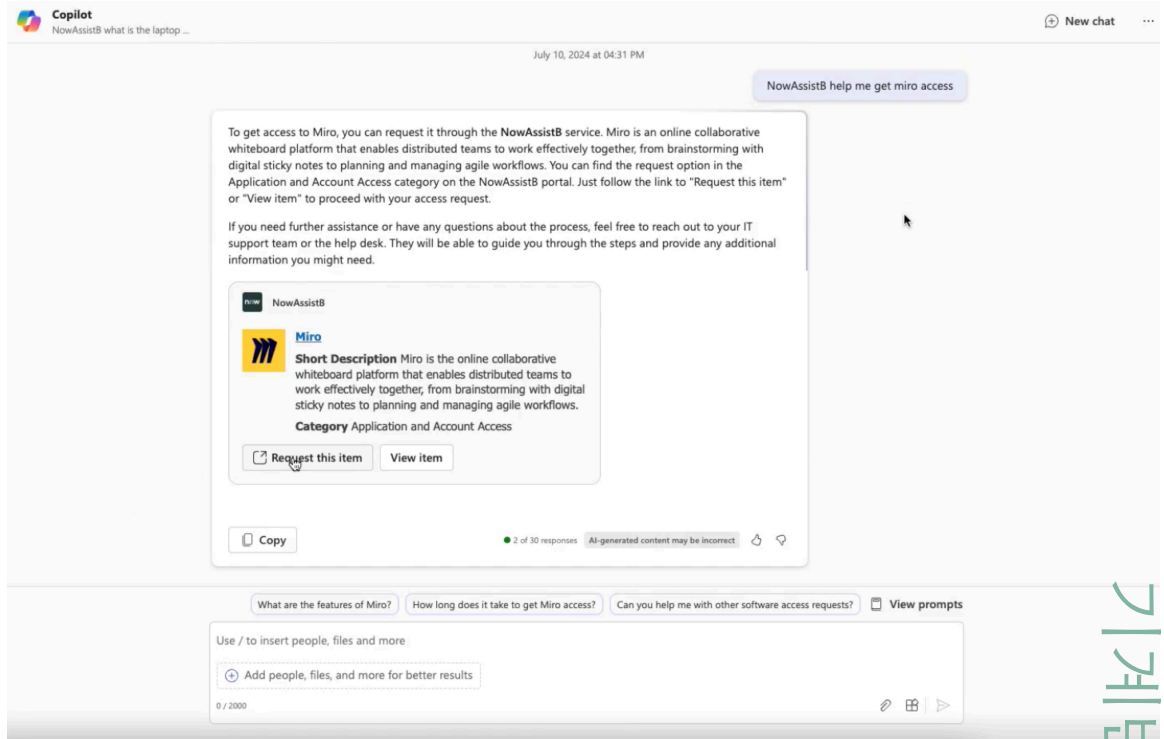 Copilot
NowAssistB what is the laptop ...
New chat
...
July 10, 2024 at 04:31 PM
NowAssistB help me get miro access
To get access to Miro, you can request it through the NowAssistB service. Miro is an online collaborative
whiteboard platform that enables distributed teams to work effectively together, from brainstorming with
digital sticky notes to planning and managing agile workflows. You can find the request option in the
Application and Account Access category on the NowAssistB portal. Just follow the link to "Request this item"
or "View item" to proceed with your access request.
If you need further assistance or have any questions about the process, feel free to reach out to your IT
support team or the help desk. They will be able to guide you through the steps and provide any additional
information you might need.
now NowAssistB
Miro
Short Description Miro is the online collaborative
whiteboard platform that enables distributed teams to
work effectively together, from brainstorming with digital
sticky notes to planning and managing agile workflows.
Category Application and Account Access
Request this item
View item
Copy
2 of 30 responses
AI-generated content may be incorrect
What are the features of Miro?
How long does it take to get Miro access?
Can you help me with other software access requests?
View prompts
Use / to insert people, files and more
Add people, files, and more for better results
0 / 2000